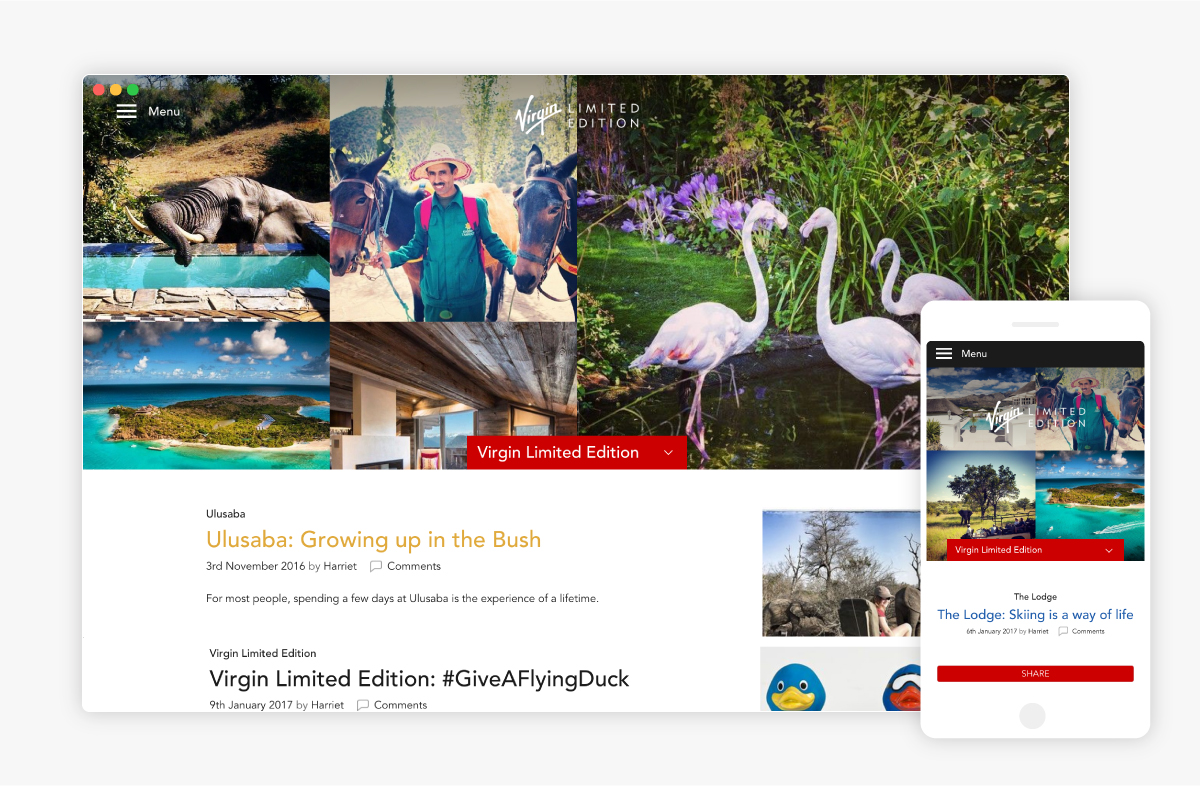 Menu
Virgin LIMITED
EDITION
Virgin Limited Edition
Ulusaba
Ulusaba: Growing up in the Bush
3rd November 2016 by Harriet Comments
For most people, spending a few days at Ulusaba is the experience of a lifetime.
Virgin Limited Edition
Virgin Limited Edition: #GiveAFlyingDuck
9th January 2017 by Harriet Comments
Menu
Virgin LIMITED
EDITION
Virgin Limited Edition
The Lodge
The Lodge: Skiing is a way of life
6th January 2017 by Harriet Comments
SHARE